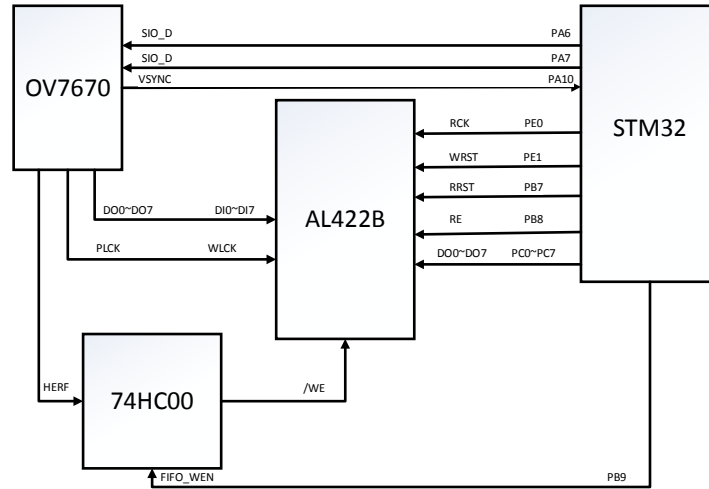 SIO_D PA6
SIO_D PA7
VSYNC PA10
OV7670
STM32
RCK PE0
WRST PE1
RRST PB7
DO0~DO7 DI0~DI7
AL422B
RE PB8
PLCK WLCK
DO0~DO7 PC0~PC7
HERF
74HC00
/WE
FIFO_WEN PB9